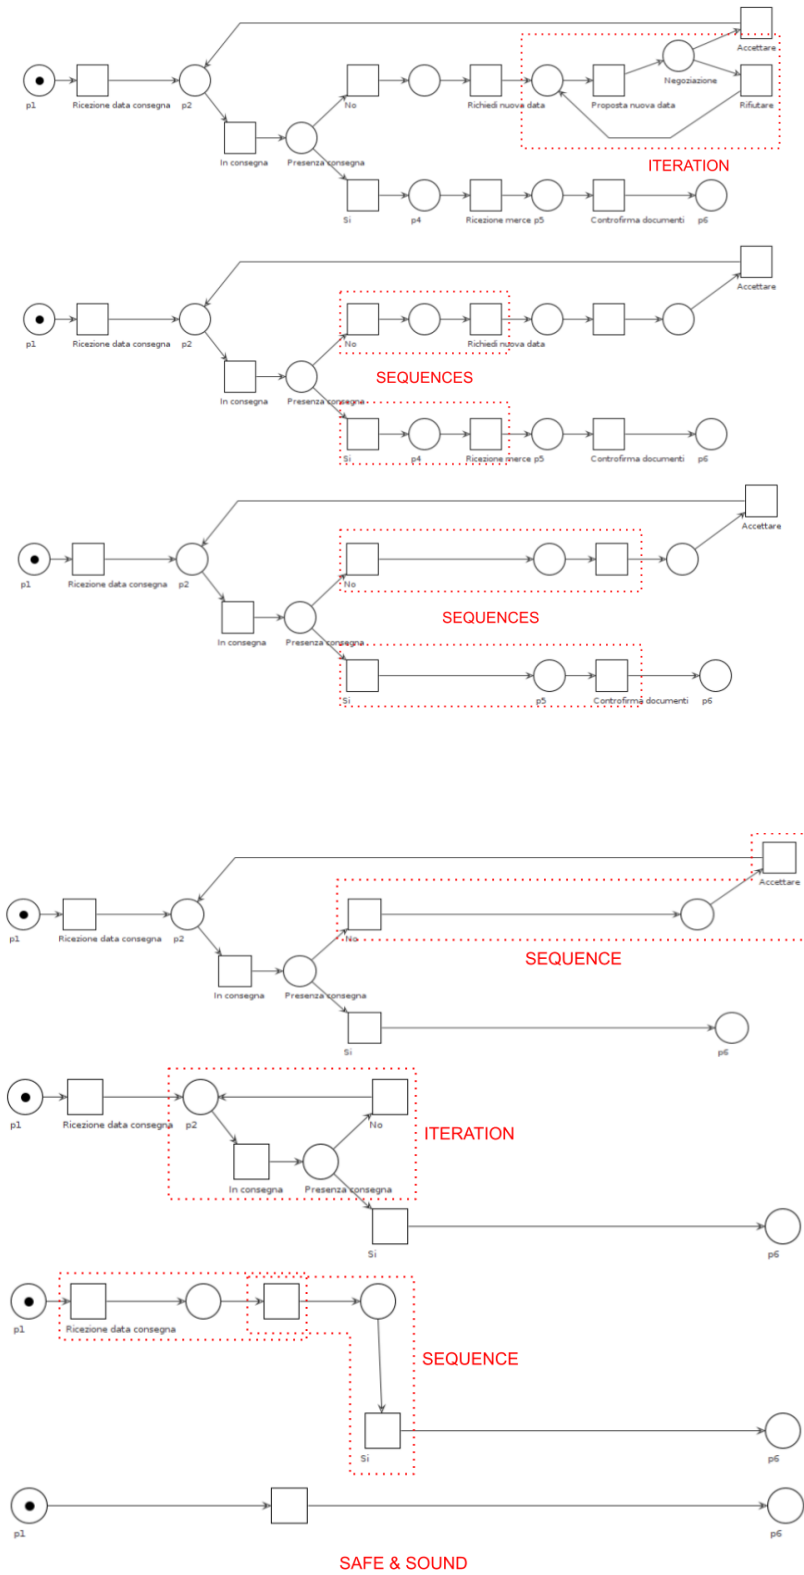 Accettare
p1
Ricezione data consegna
p2
No
Richiedi nuova data
Proposta nuova data
Negoziazione
Rifiutare
In consegna
Presenza consegna
ITERATION
Si
p4
Ricezione merce
p5
Controfirma documenti
p6
Accettare
p1
Ricezione data consegna
p2
No
Richiedi nuova data
SEQUENCES
In consegna
Presenza consegna
Si
p4
Ricezione merce
p5
Controfirma documenti
p6
Accettare
p1
Ricezione data consegna
p2
No
SEQUENCES
In consegna
Presenza consegna
Si
p5
Controfirma documenti
p6
Accettare
p1
Ricezione data consegna
p2
No
SEQUENCE
In consegna
Presenza consegna
Si
p6
p1
Ricezione data consegna
p2
No
ITERATION
In consegna
Presenza consegna
Si
p6
p1
Ricezione data consegna
SEQUENCE
Si
p6
p1
p6
SAFE & SOUND